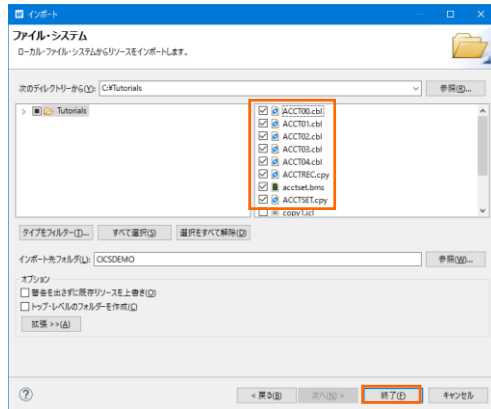 インポート
ファイル・システム
ローカル・ファイル・システムからリソースをインポートします。
次のディレクトリーから(Y): C:¥Tutorials 参照(R)...
Tutorials
ACCT00.cbl
ACCT01.cbl
ACCT02.cbl
ACCT03.cbl
ACCT04.cbl
ACCTREC.cpy
acctset.bms
ACCTSET.cpy
copy1.jcl
タイプをフィルター(T)... すべて選択(S) 選択をすべて解除(D)
インポート先フォルダ(L): CICSDEMO 参照(W)...
オプション
警告を出さずに既存リソースを上書き(O)
トップ・レベルのフォルダーを作成(C)
拡張 >>(A)
< 戻る(B) 次へ(N) > 終了(F) キャンセル